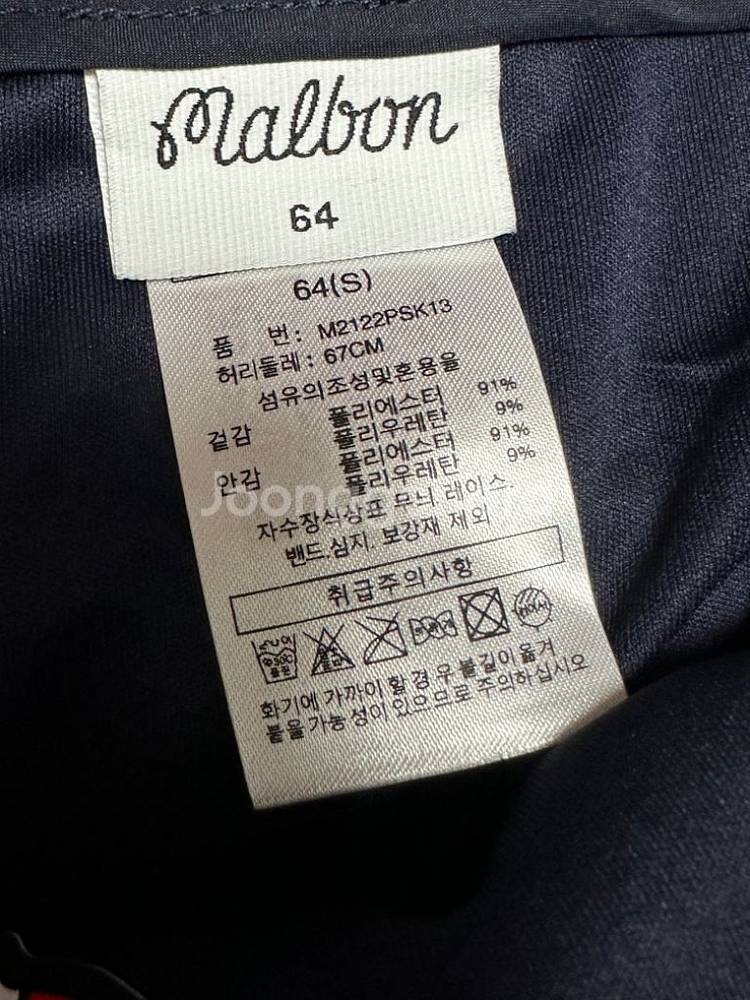 Malbon
64
64(S)
품 번: M2122PSK13
허리둘레 : 67CM
섬유의조성및혼용율
겉감 폴리에스터 91%
폴리우레탄 9%
안감 폴리에스터 91%
폴리우레탄 9%
자수장식상표 무늬 레이스.
밴드.심지. 보강재 제외
취급주의사항
화기에 가까이 할 경우 불길이 옮겨
붙을 가능성이 있으므로 주의하십시오